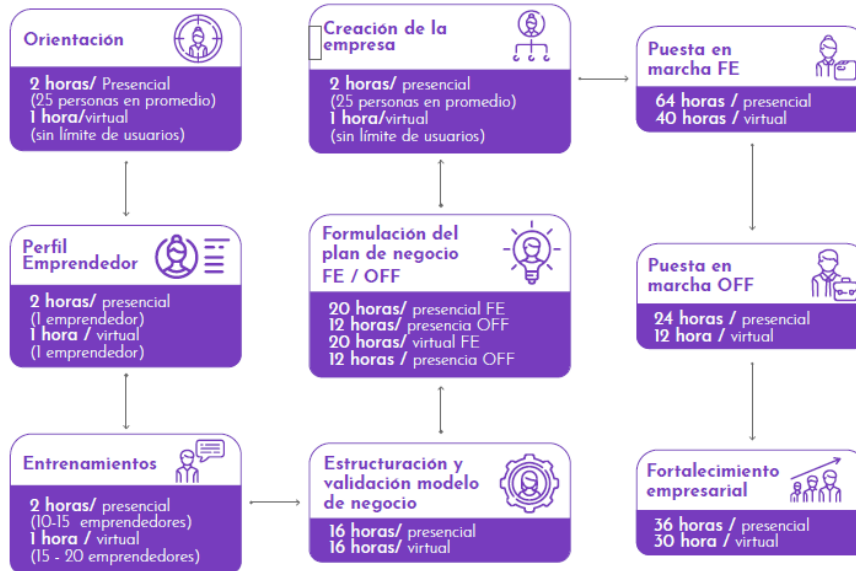 Orientación
2 horas/ Presencial
(25 personas en promedio)
1 hora/virtual
(sin límite de usuarios)
Perfil
Emprendedor
2 horas/ presencial
(1 emprendedor)
1 hora / virtual
(1 emprendedor)
Entrenamientos
2 horas/ presencial
(10-15 emprendedores)
1 hora / virtual
(15 - 20 emprendedores)
Estructuración y
validación modelo
de negocio
16 horas/ presencial
16 horas/ virtual
Formulación del
plan de negocio
FE / OFF
20 horas/ presencial FE
12 horas/ presencia OFF
20 horas/ virtual FE
12 horas / presencia OFF
Creación de la
empresa
2 horas/ presencial
(25 personas en promedio)
1 hora/virtual
(sin límite de usuarios)
Puesta en
marcha FE
64 horas / presencial
40 horas / virtual
Puesta en
marcha OFF
24 horas / presencial
12 hora / virtual
Fortalecimiento
empresarial
36 horas / presencial
30 hora / virtual